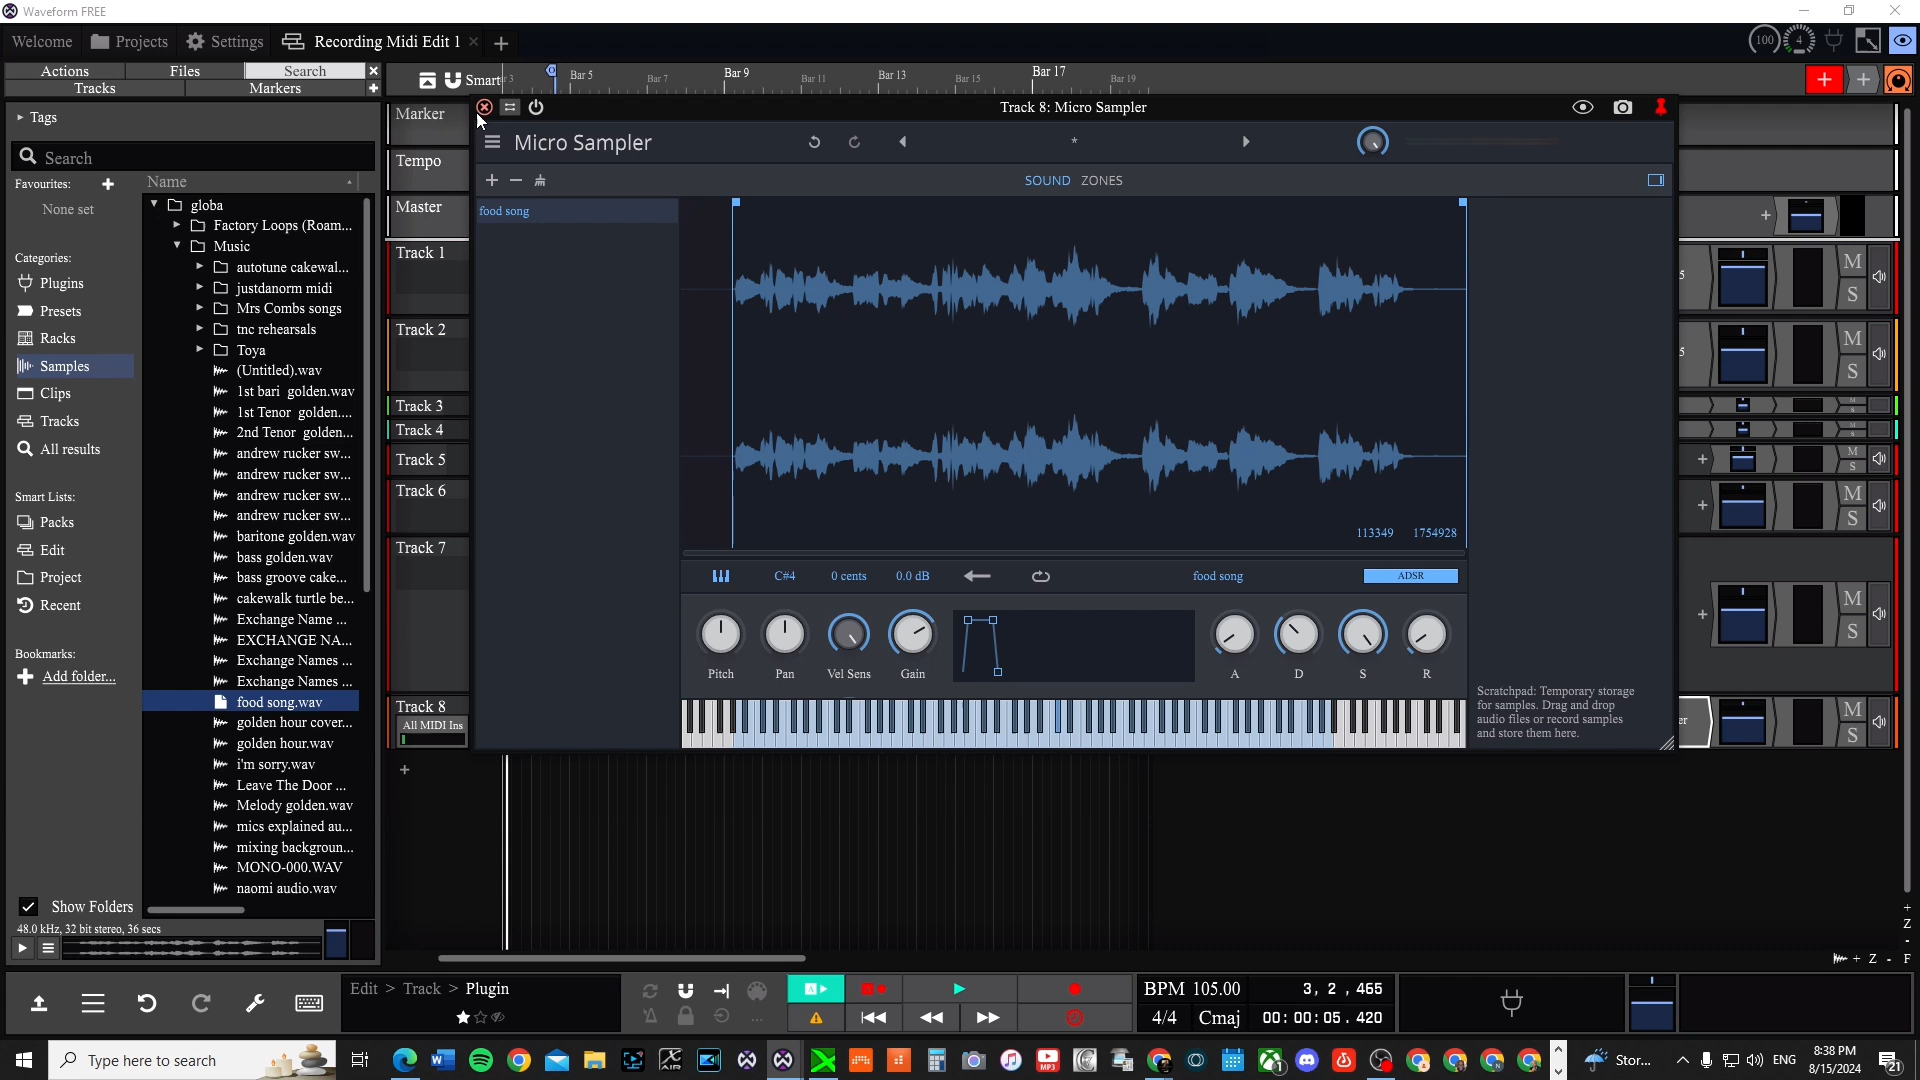 Waveform FREE
Welcome Projects Settings Recording Midi Edit 1
100 4
Actions Files Search
Tracks Markers
Smart 3 Bar 5 Bar 7 Bar 9 Bar 11 Bar 13 Bar 15 Bar 17 Bar 19
Tags
Search
Favourites:
None set
Categories:
Plugins
Presets
Racks
Samples
Clips
Tracks
All results
Smart Lists:
Packs
Edit
Project
Recent
Bookmarks:
Add folder...
Show Folders
48.0 kHz, 32 bit stereo, 36 secs
Name
globa
Factory Loops (Roam...
Music
autotune cakewal...
justdanorm midi
Mrs Combs songs
tnc rehearsals
Toya
(Untitled).wav
1st bari golden.wav
1st Tenor golden....
2nd Tenor golden...
andrew rucker sw...
andrew rucker sw...
andrew rucker sw...
andrew rucker sw...
baritone golden.wav
bass golden.wav
bass groove cake...
cakewalk turtle be...
Exchange Name ...
EXCHANGE NA...
Exchange Names ...
Exchange Names ...
food song.wav
golden hour cover...
golden hour.wav
i'm sorry.wav
Leave The Door ...
Melody golden.wav
mics explained au...
mixing backgroun...
MONO-000.WAV
naomi audio.wav
Marker
Tempo
Master
Track 1
Track 2
Track 3
Track 4
Track 5
Track 6
Track 7
Track 8
All MIDI Ins
Track 8: Micro Sampler
Micro Sampler *
SOUND ZONES
food song
113349 1754928
C#4 0 cents 0.0 dB food song ADSR
Pitch Pan Vel Sens Gain A D S R
Scratchpad: Temporary storage
for samples. Drag and drop
audio files or record samples
and store them here.
5 M
S
5 M
S
M
S
M
S
M
S
M
S
M
S
er M
S
Z
Z F
Edit > Track > Plugin
A
BPM 105.00 3, 2 , 465
4/4 Cmaj 00:00:05.420
Type here to search
Stor...
ENG
8:38 PM
8/15/2024
21